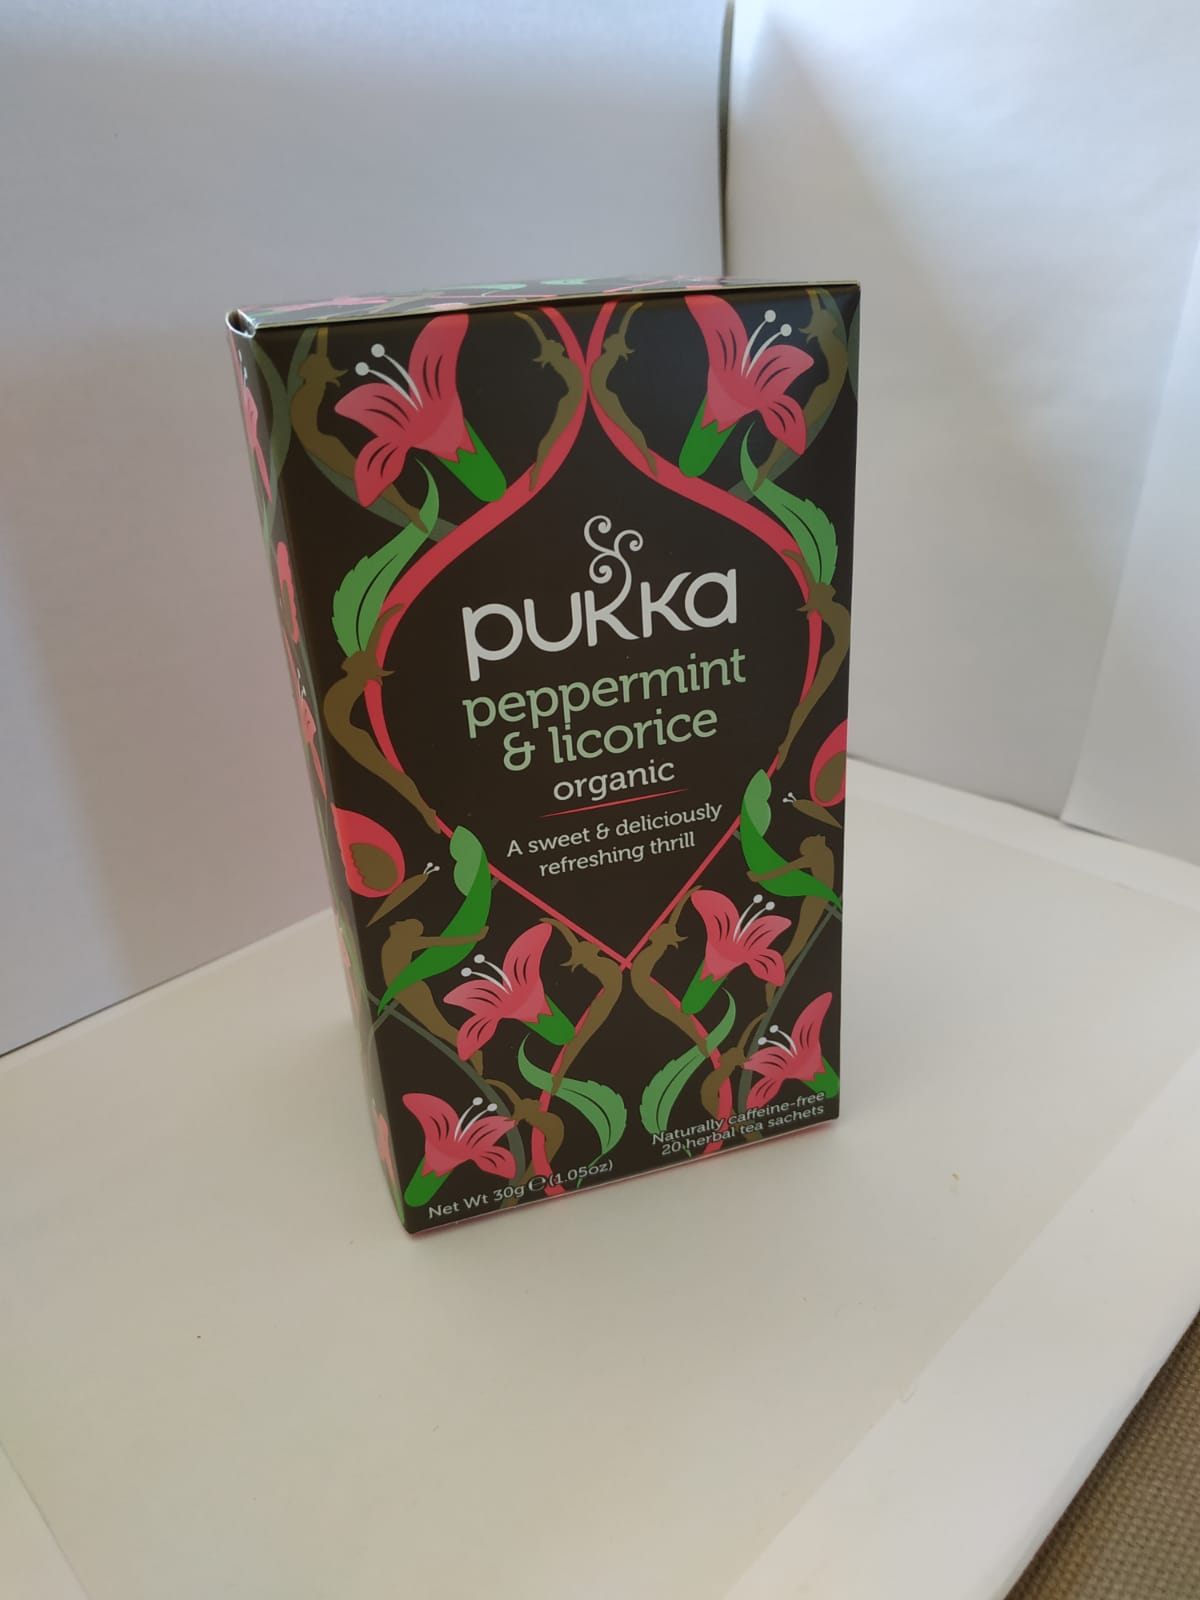 pukka
peppermint
& licorice
organic
A sweet & deliciously
refreshing thrill
Naturally caffeine-free
20 herbal tea sachets
Net Wt 30g ℮ (1.05oz)